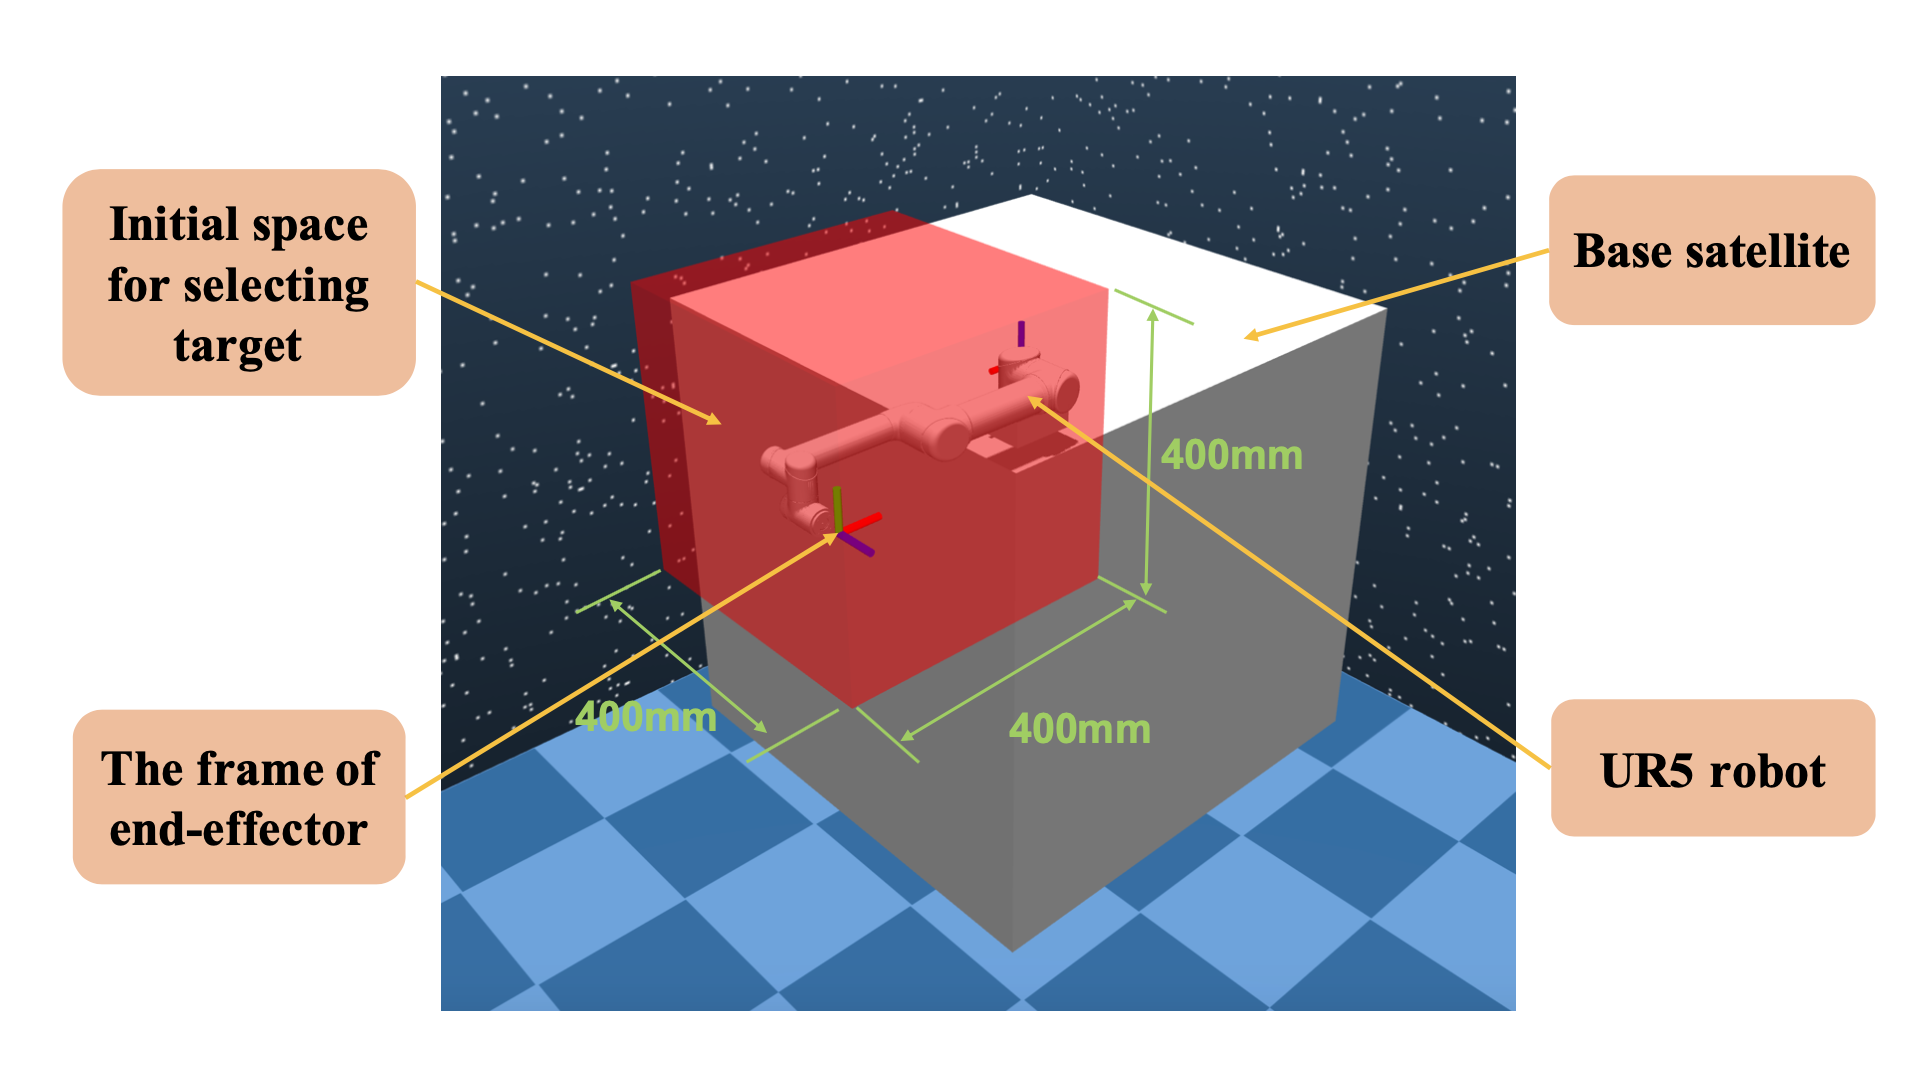 Initial space
for selecting
target
Base satellite
400mm
400mm
400mm
The frame of
end-effector
UR5 robot